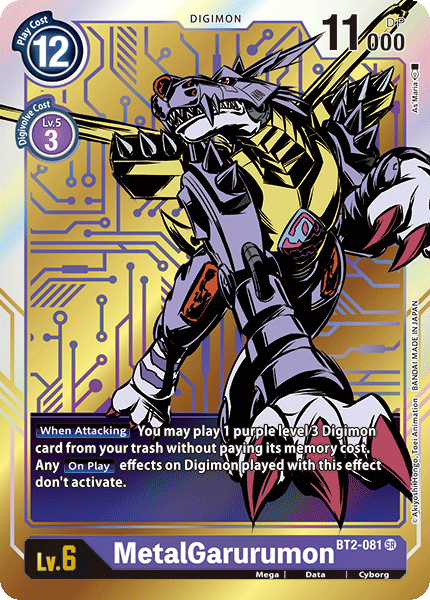 Play Cost
12
DIGIMON
DP
11000
Digivolve Cost
Lv.5
3
As'Maria
When Attacking You may play 1 purple level 3 Digimon
card from your trash without paying its memory cost.
Any On Play effects on Digimon played with this effect
don't activate.
©Akiyoshi Hongo, Toei Animation BANDAI MADE IN JAPAN
Lv.6
MetalGarurumon
BT2-081 SR
Mega | Data | Cyborg